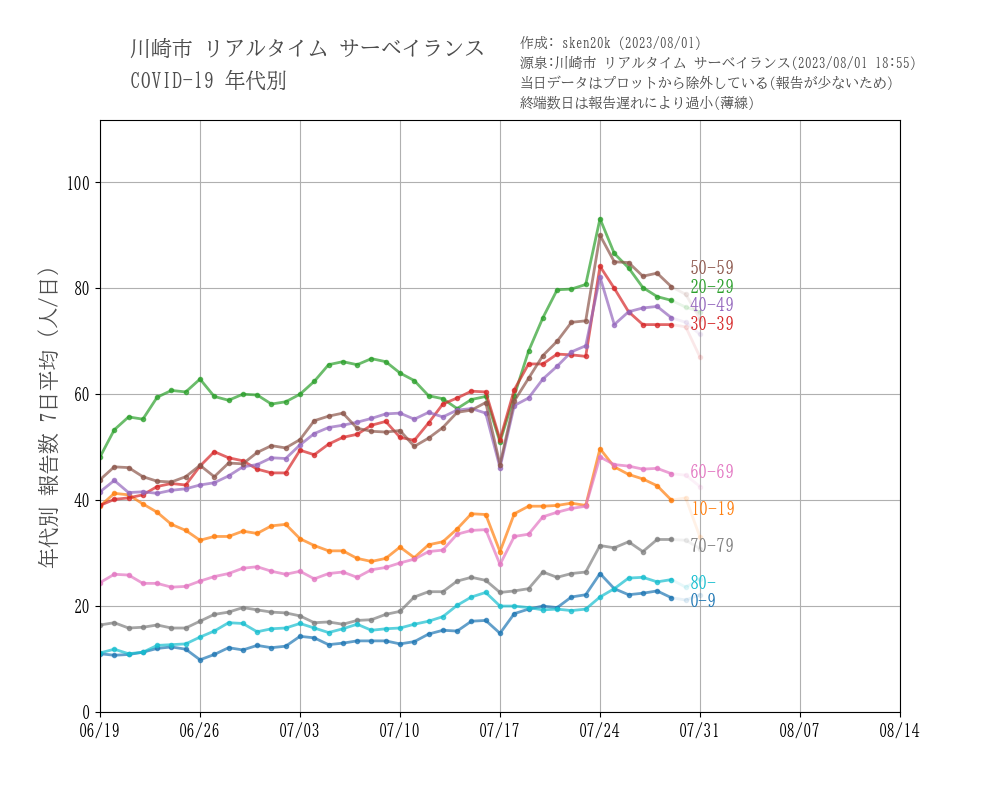 川崎市 リアルタイム サーベイランス
COVID-19 年代別
作成: sken20k (2023/08/01)
源泉:川崎市 リアルタイム サーベイランス(2023/08/01 18:55)
当日データはプロットから除外している(報告が少ないため)
終端数日は報告遅れにより過小(薄線)
年代別 報告数 7日平均 (人/日)
100
80
60
40
20
0
50-59
20-29
40-49
30-39
60-69
10-19
70-79
80-
0-9
06/19 06/26 07/03 07/10 07/17 07/24 07/31 08/07 08/14